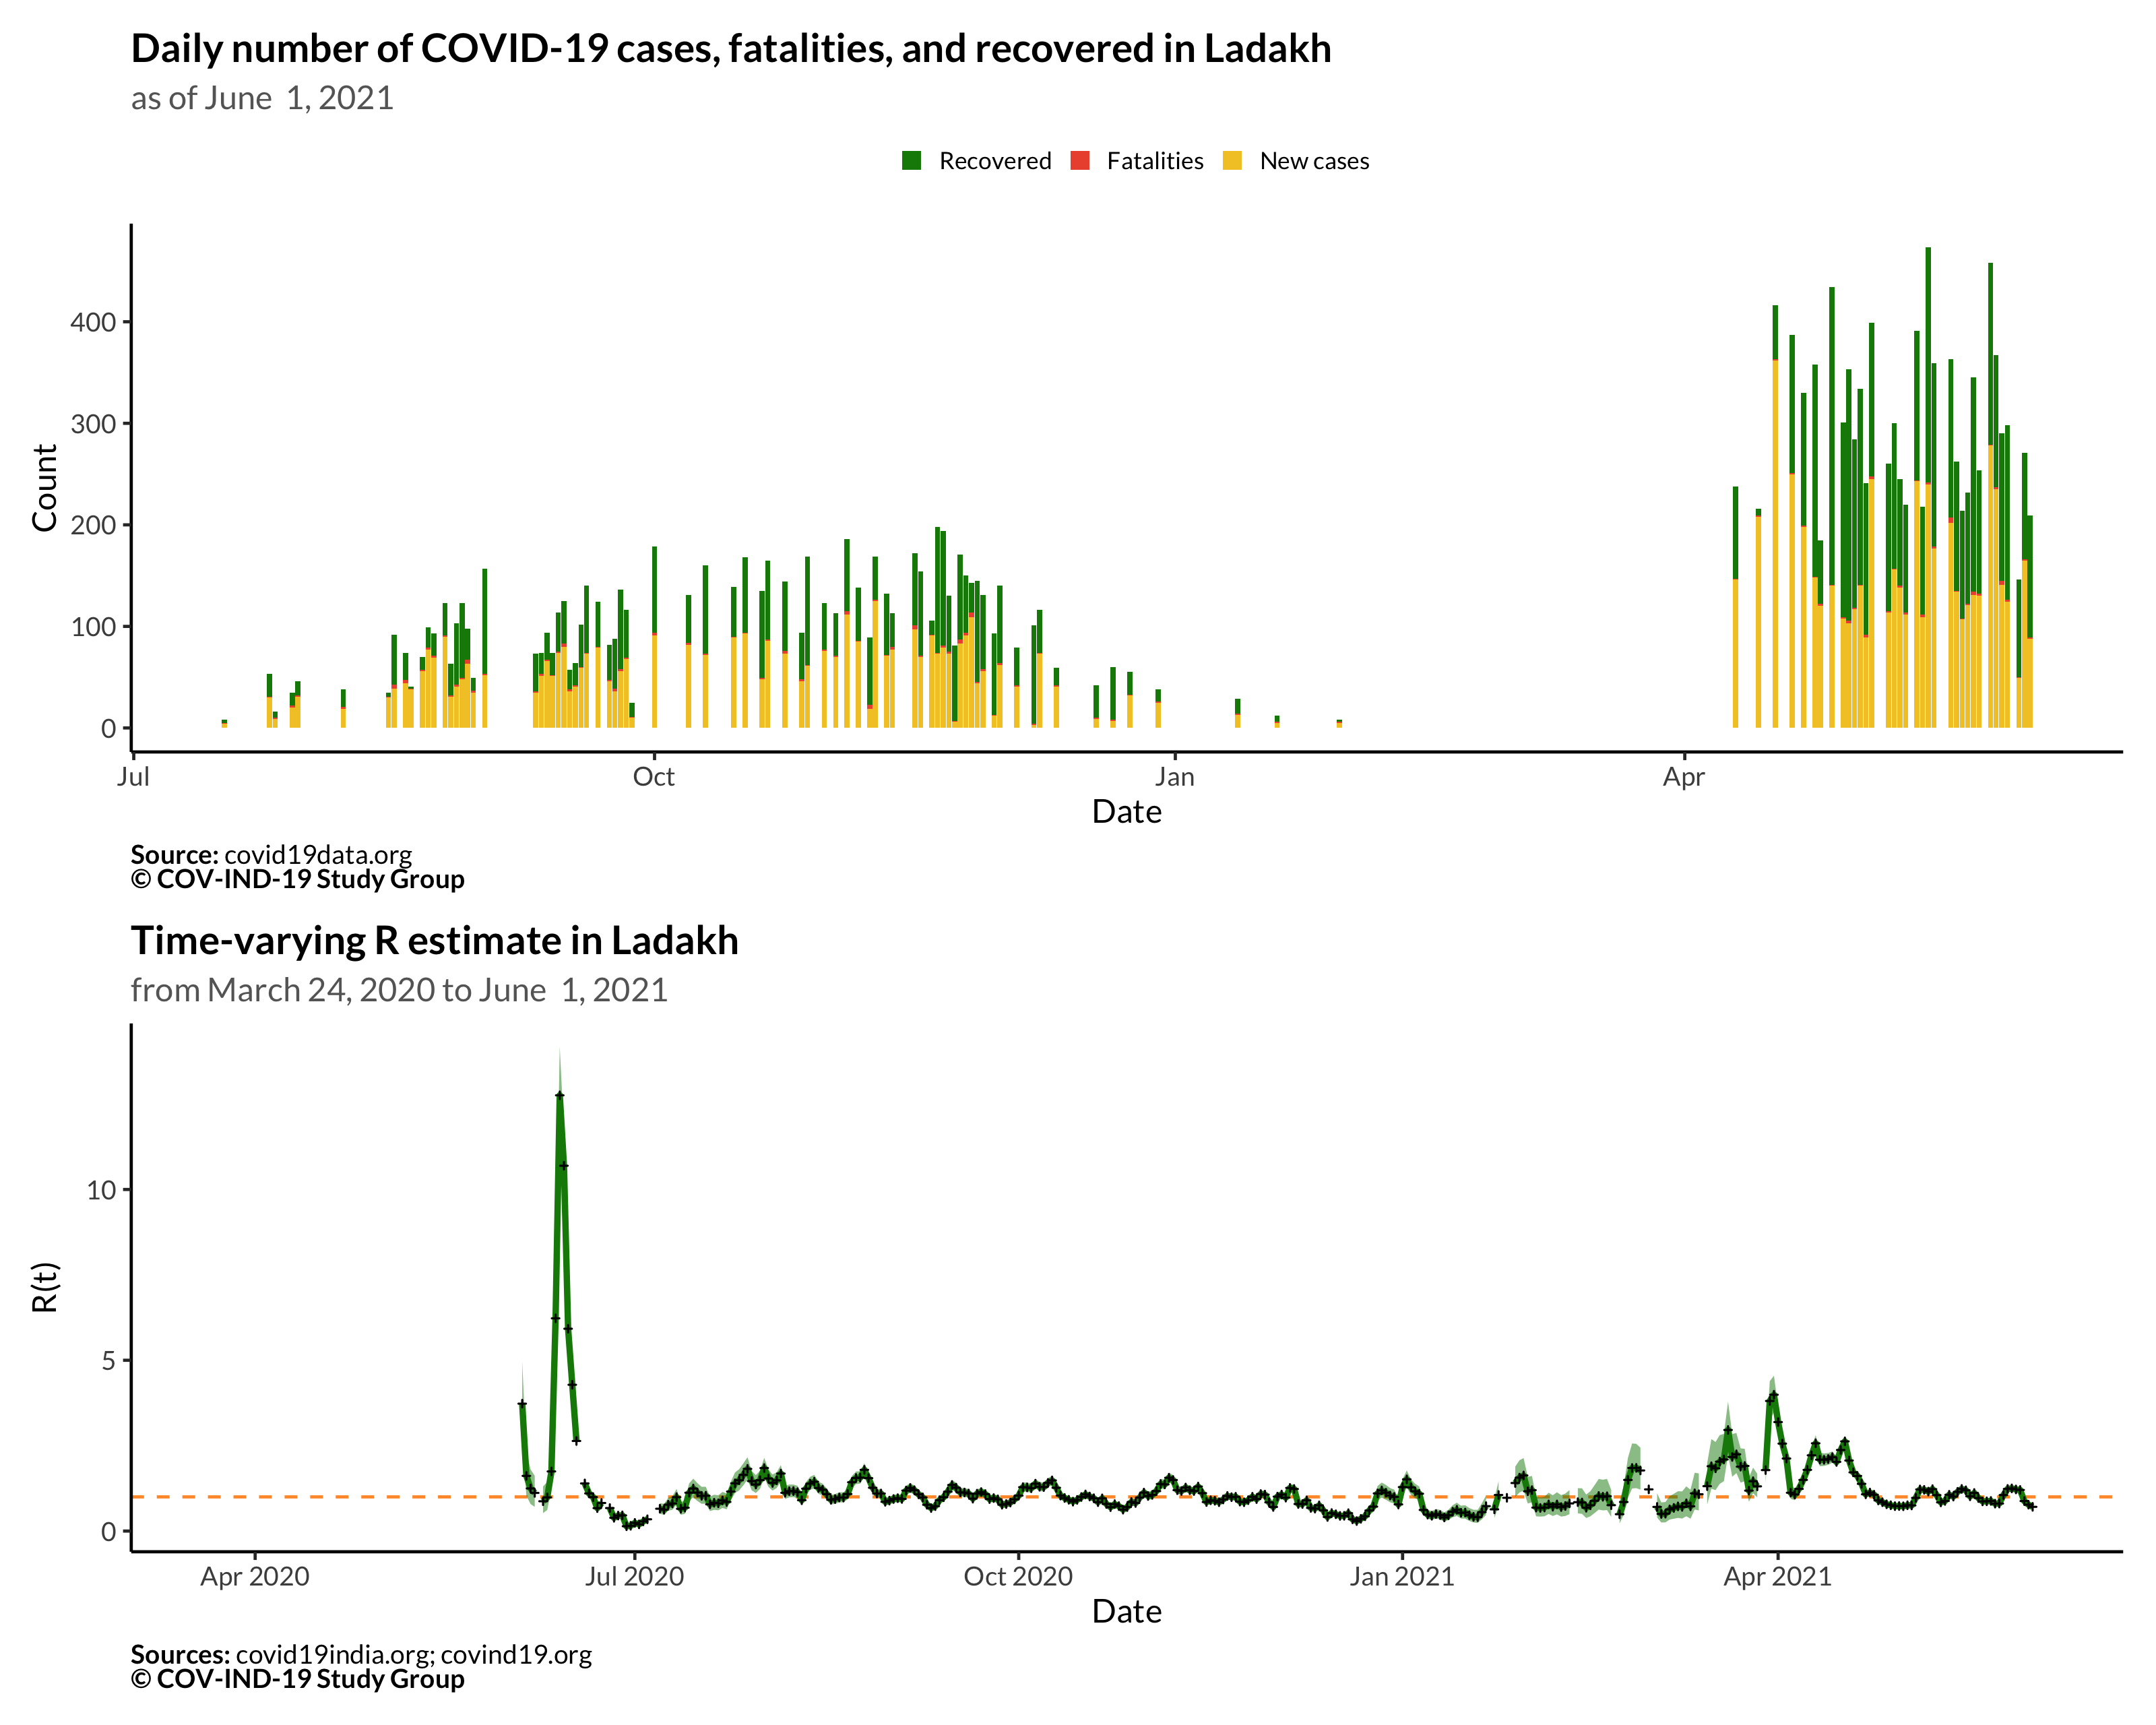 Daily number of COVID-19 cases, fatalities, and recovered in Ladakh
as of June  1, 2021
Recovered Fatalities New cases
Count
400
300
200
100
0
Jul Oct Jan Apr
Date
Source: covid19data.org
© COV-IND-19 Study Group
Time-varying R estimate in Ladakh
from March 24, 2020 to June  1, 2021
R(t)
10
5
0
Apr 2020 Jul 2020 Oct 2020 Jan 2021 Apr 2021
Date
Sources: covid19india.org; covind19.org
© COV-IND-19 Study Group